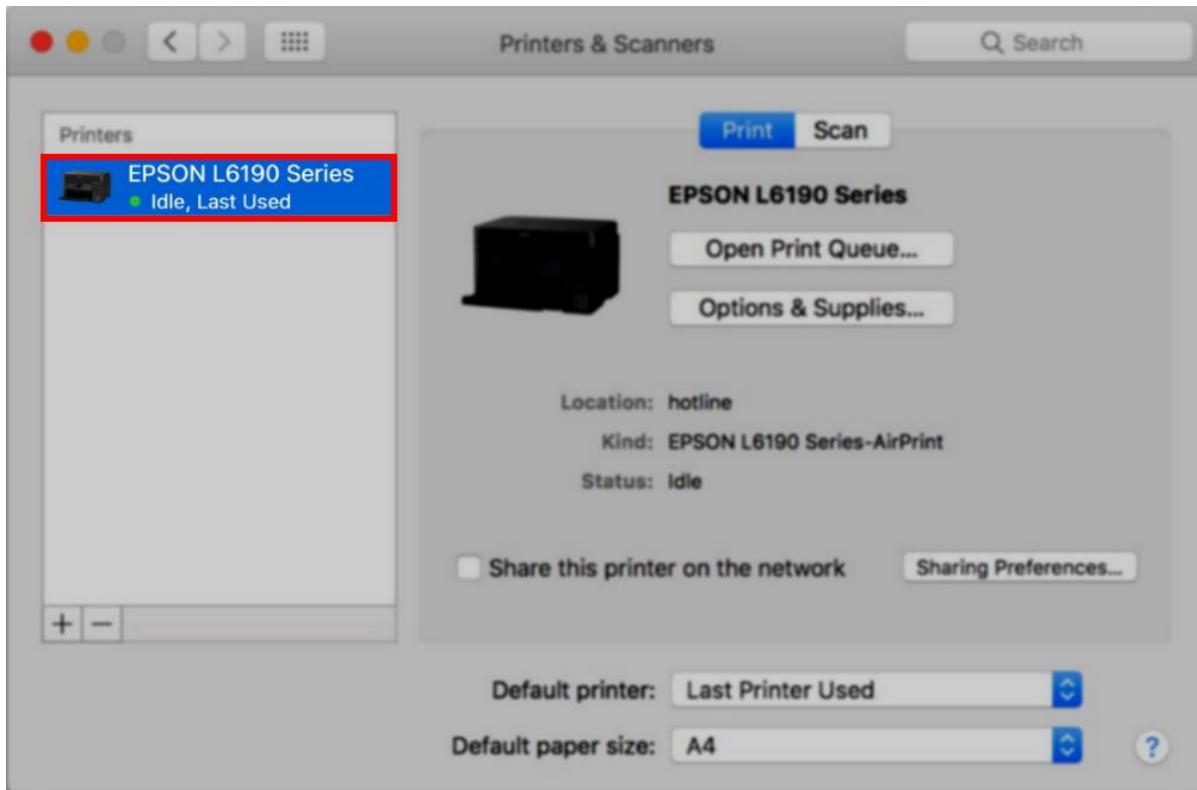 Printers & Scanners
Search
Printers
EPSON L6190 Series
Idle, Last Used
+ −
Print Scan
EPSON L6190 Series
Open Print Queue...
Options & Supplies...
Location: hotline
Kind: EPSON L6190 Series-AirPrint
Status: Idle
Share this printer on the network
Sharing Preferences...
Default printer: Last Printer Used
Default paper size: A4
?